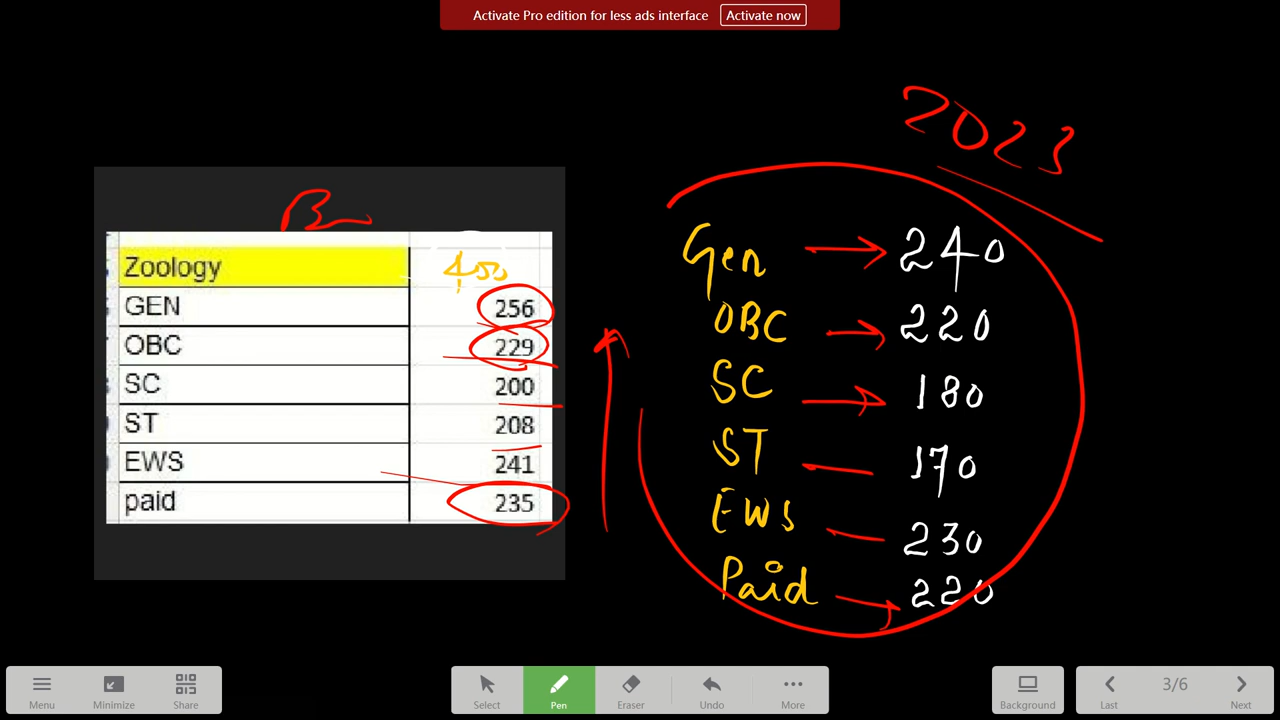 Activate Pro edition for less ads interface Activate now
2023
Zoology 400
GEN 256
OBC 229
SC 200
ST 208
EWS 241
paid 235
Gen → 240
OBC → 220
SC → 180
ST — 170
EWS — 230
Paid → 220
Menu Minimize Share Select Pen Eraser Undo More Background Last 3/6 Next